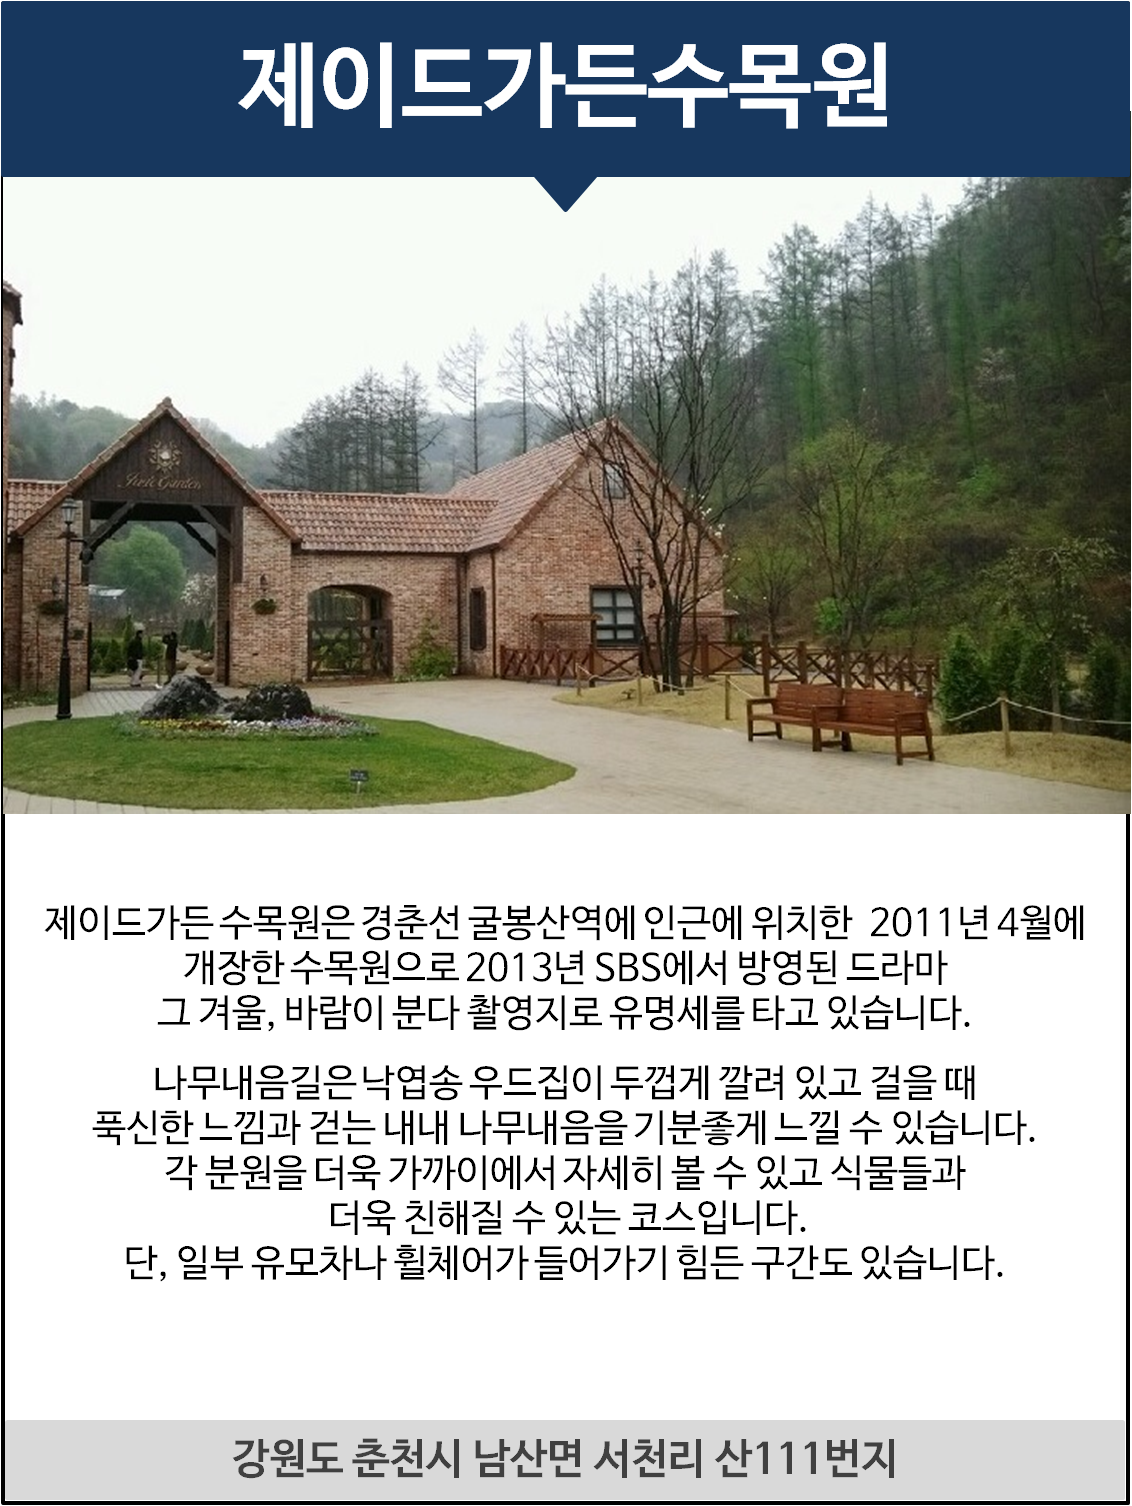 제이드가든수목원
Jade Garden
제이드가든 수목원은 경춘선 굴봉산역에 인근에 위치한 2011년 4월에
개장한 수목원으로 2013년 SBS에서 방영된 드라마
그 겨울, 바람이 분다 촬영지로 유명세를 타고 있습니다.
나무내음길은 낙엽송 우드집이 두껍게 깔려 있고 걸을 때
푹신한 느낌과 걷는 내내 나무내음을 기분좋게 느낄 수 있습니다.
각 분원을 더욱 가까이에서 자세히 볼 수 있고 식물들과
더욱 친해질 수 있는 코스입니다.
단, 일부 유모차나 휠체어가 들어가기 힘든 구간도 있습니다.
강원도 춘천시 남산면 서천리 산111번지